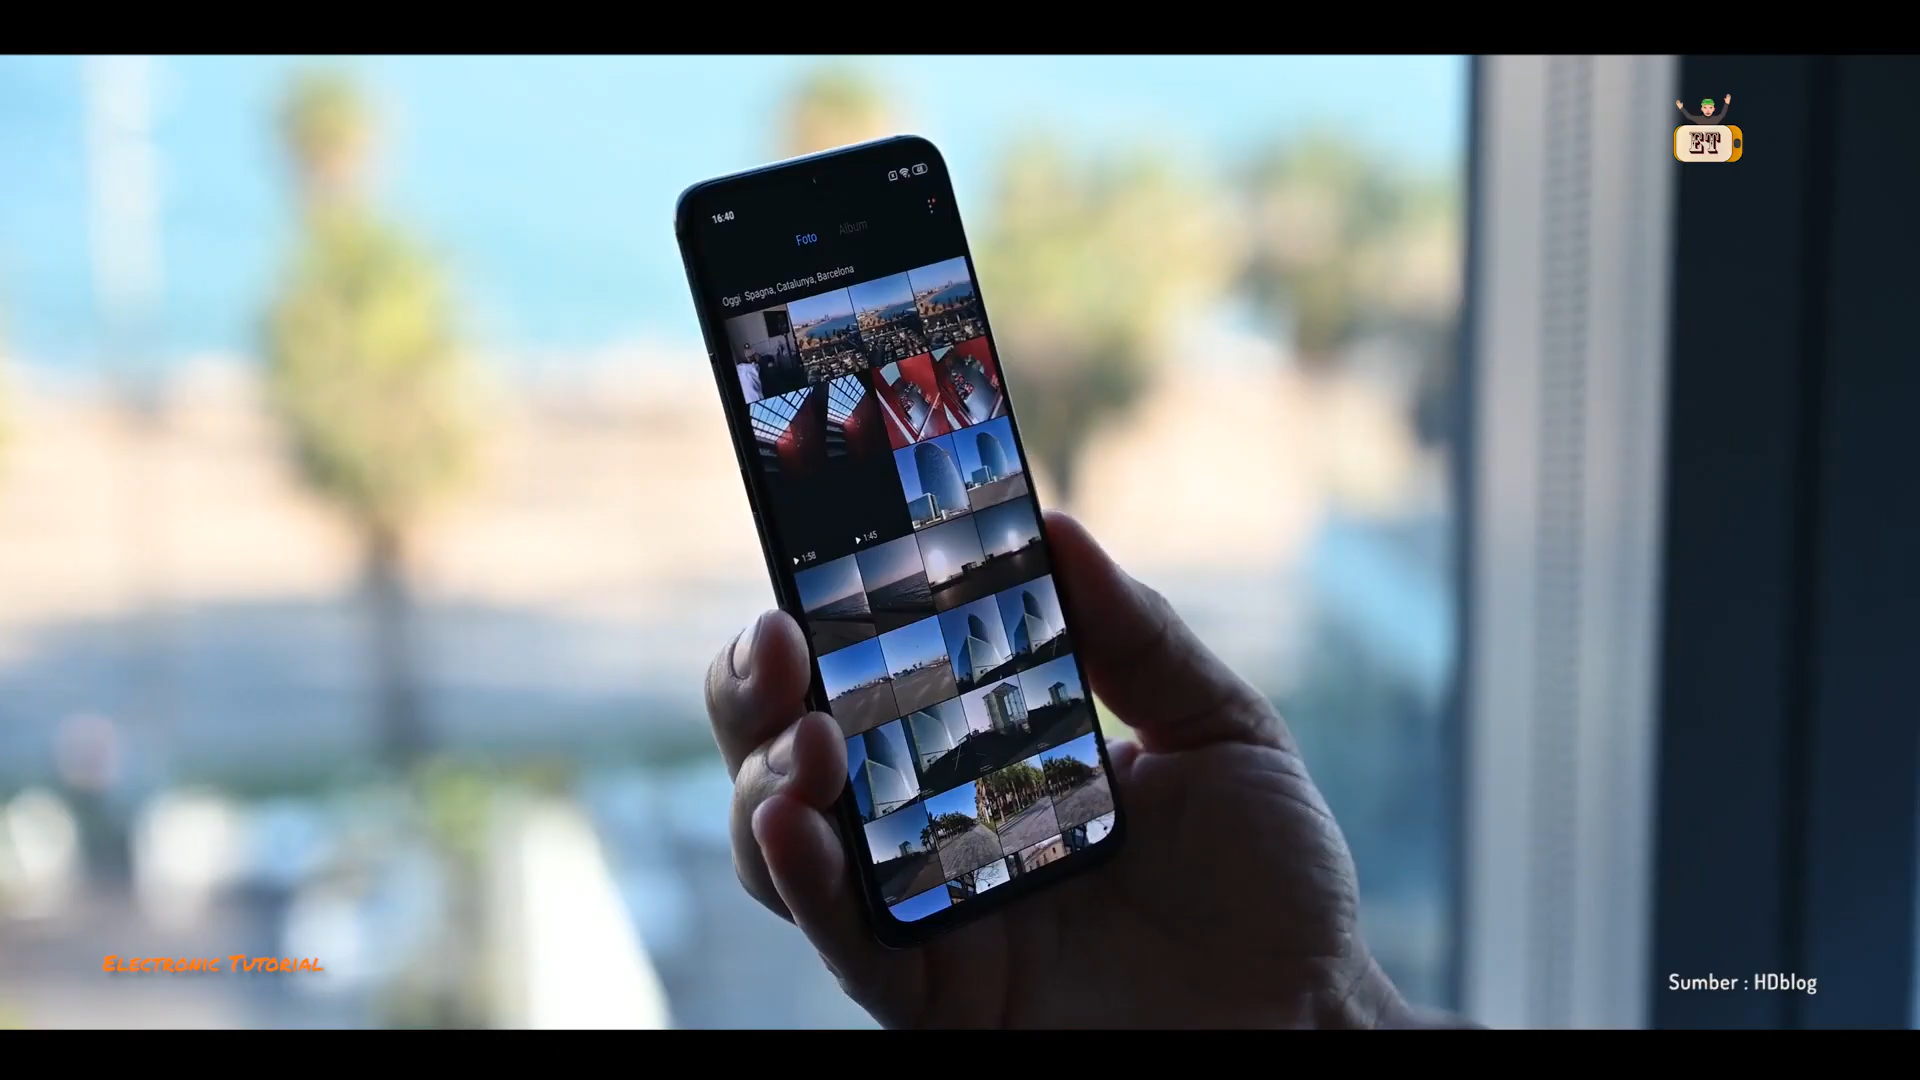 ET
16:40
Foto Album
Oggi Spagna, Catalunya, Barcelona
1:58
1:45
Electronic Tutorial
Sumber : HDblog